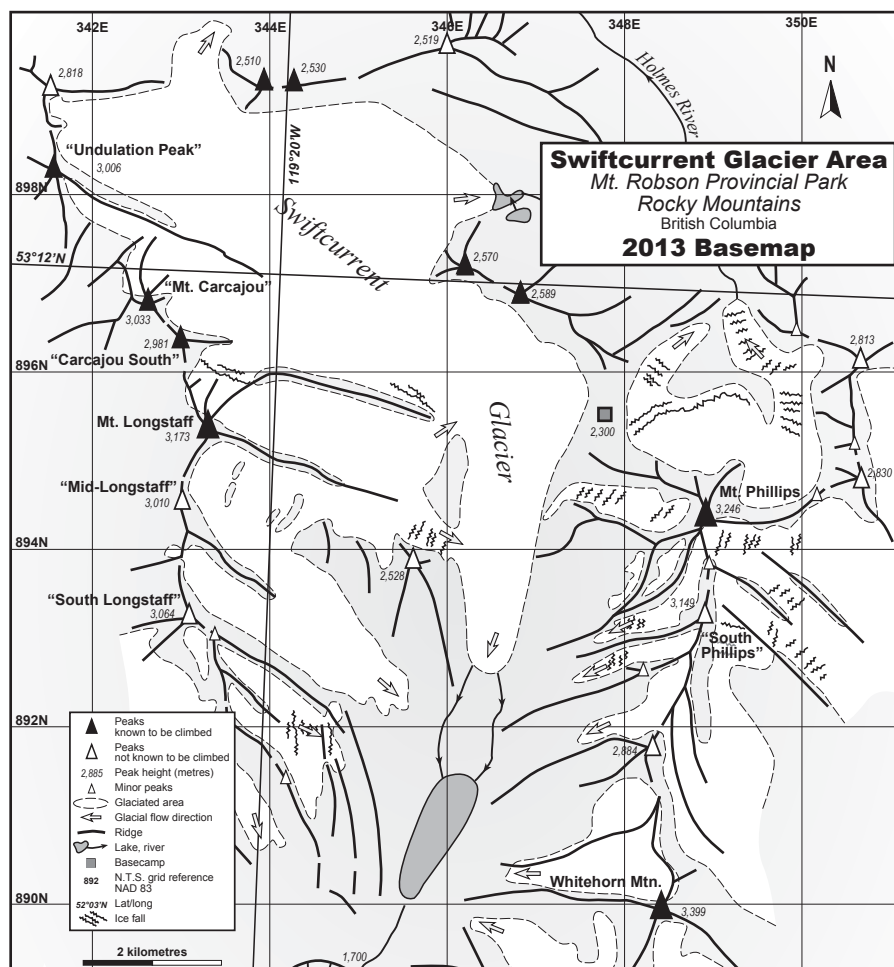 342E
344E
346E
348E
350E
2,818
2,510
2,530
2,519
Holmes River
N
119°20'W
"Undulation Peak"
3,006
898N
Swiftcurrent Glacier Area
Mt. Robson Provincial Park
Rocky Mountains
British Columbia
2013 Basemap
Swiftcurrent
53°12'N
2,570
"Mt. Carcajou"
2,589
3,033
2,981
"Carcajou South"
2,813
896N
Glacier
Mt. Longstaff
3,173
2,300
"Mid-Longstaff"
3,010
2,830
Mt. Phillips
3,246
894N
2,528
"South Longstaff"
3,064
3,149
"South
Phillips"
892N
2,884
Peaks
known to be climbed
Peaks
not known to be climbed
2,885 Peak height (metres)
Minor peaks
Glaciated area
Glacial flow direction
Ridge
Lake, river
Basecamp
892 N.T.S. grid reference
NAD 83
52°03'N Lat/long
Ice fall
890N
Whitehorn Mtn.
3,399
2 kilometres
1,700